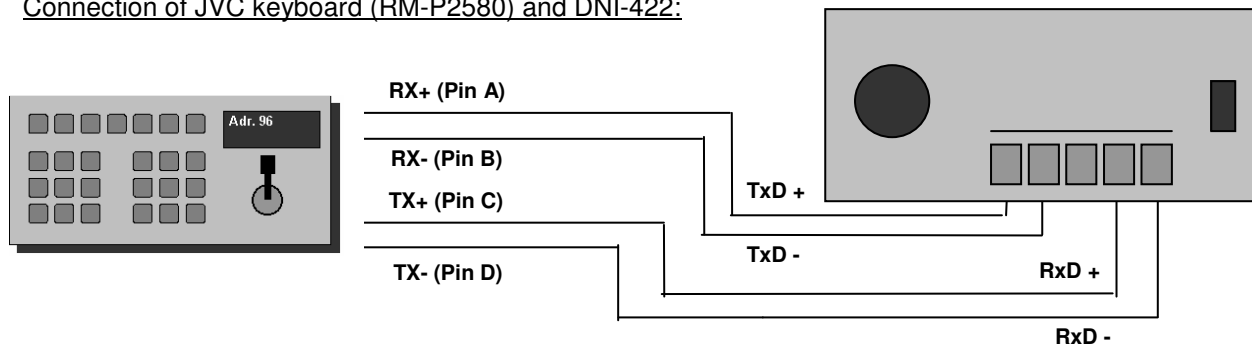 Connection of JVC keyboard (RM-P2580) and DNI-422:
RX+ (Pin A)
Adr. 96
RX- (Pin B)
TX+ (Pin C)
TxD +
TxD -
TX- (Pin D)
RxD +
RxD -